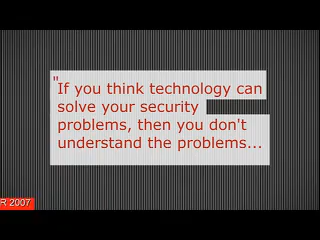 "If you think technology can
solve your security
problems, then you don't
understand the problems...
R 2007